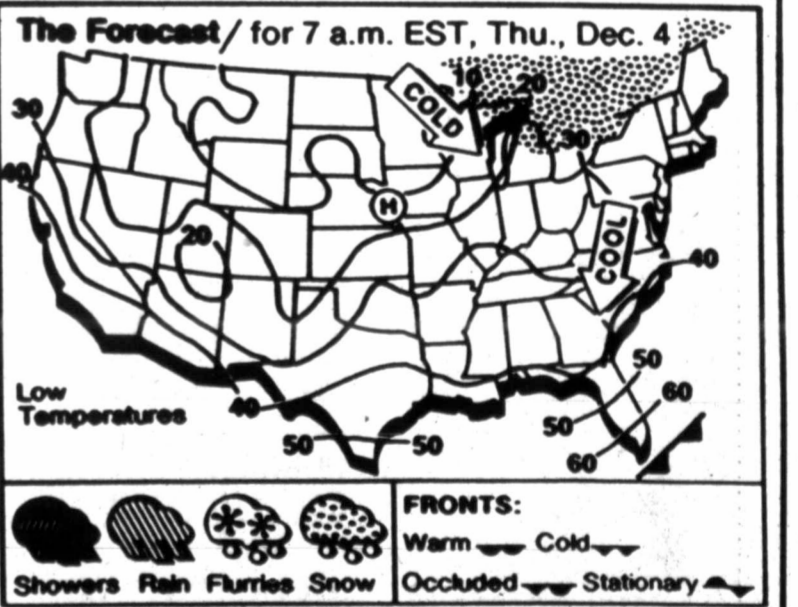 The Forecast / for 7 a.m. EST, Thu., Dec. 4
10
20
COLD
30
30
40
H
20
COOL
40
50
60
Low
Temperatures
40
50
50
50
60
FRONTS:
Warm Cold
Showers Rain Flurries Snow
Occluded Stationary